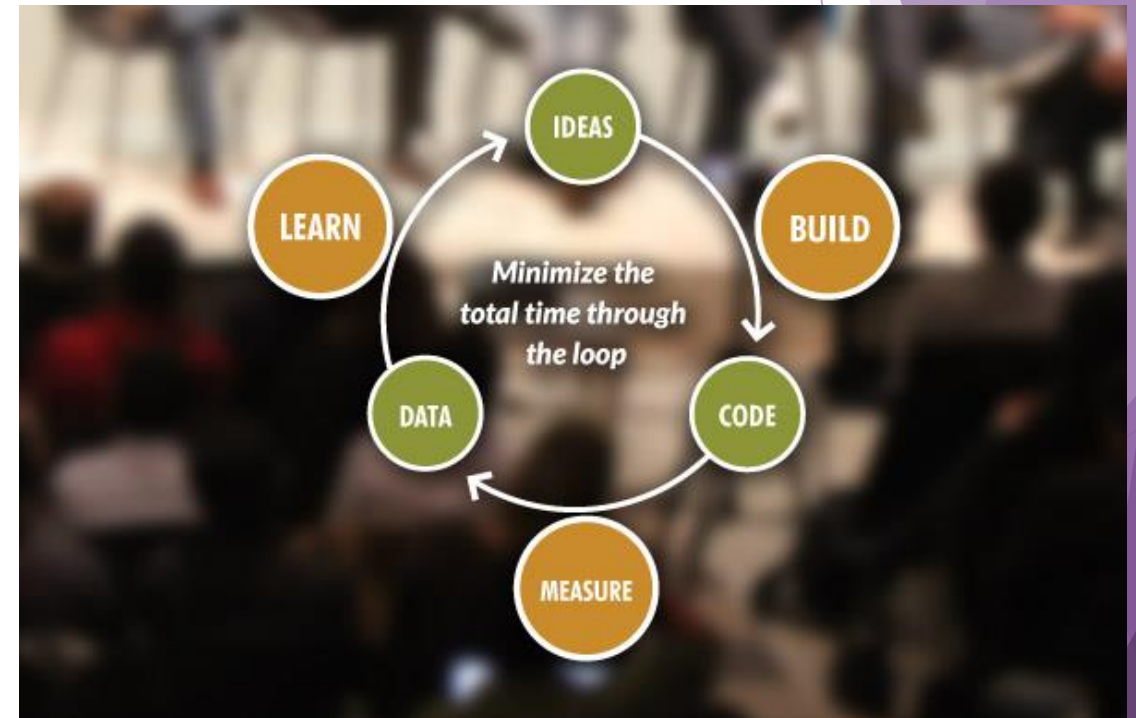 IDEAS
LEARN
BUILD
Minimize the
total time through
the loop
DATA
CODE
MEASURE